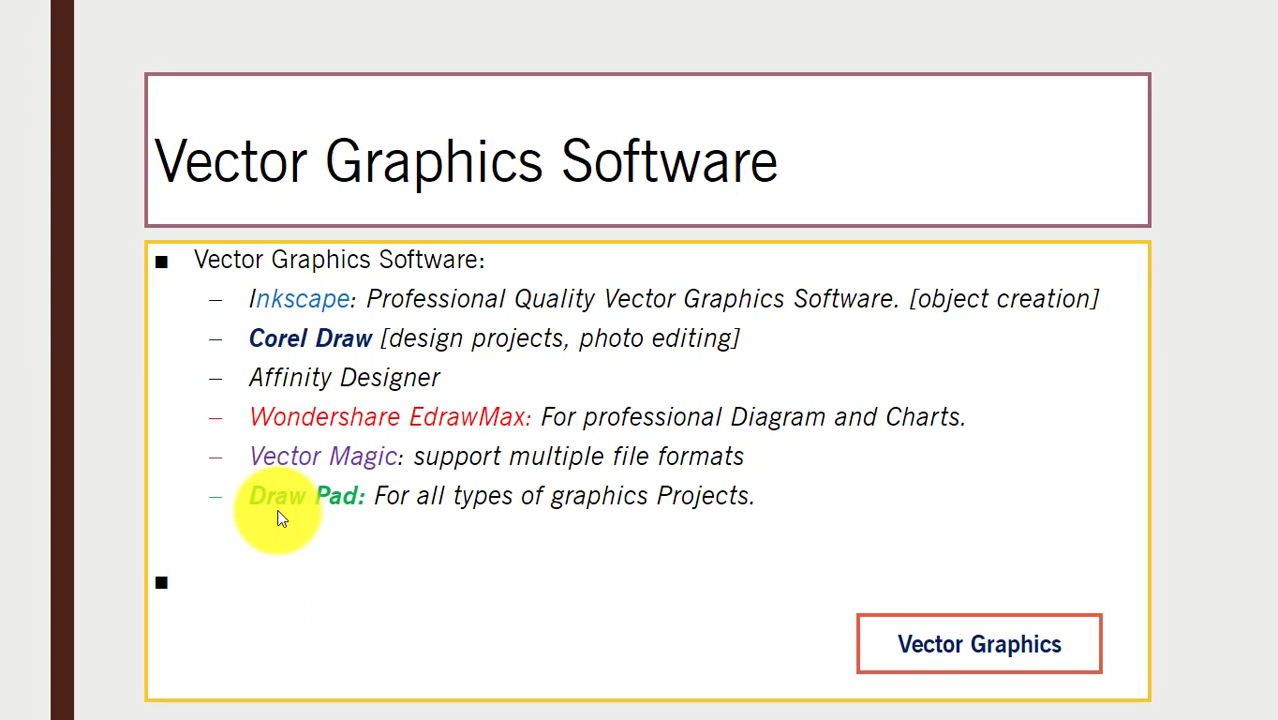 Vector Graphics Software
■ Vector Graphics Software:
– Inkscape: Professional Quality Vector Graphics Software. [object creation]
– Corel Draw [design projects, photo editing]
– Affinity Designer
– Wondershare EdrawMax: For professional Diagram and Charts.
– Vector Magic: support multiple file formats
– Draw Pad: For all types of graphics Projects.
■
Vector Graphics